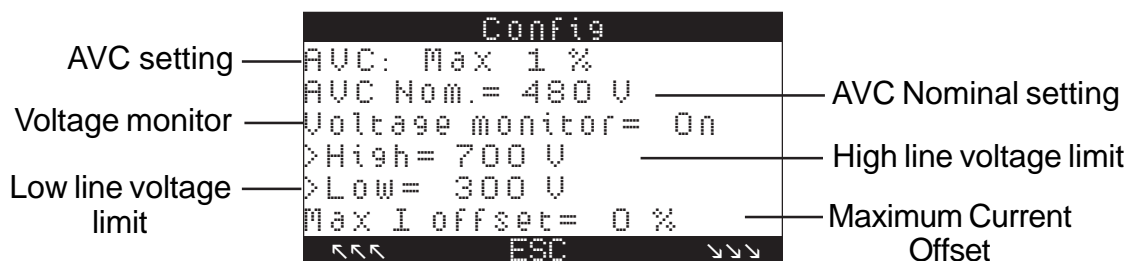 Config
AVC setting
AVC: Max 1 %
AVC Nom.= 480 V
AVC Nominal setting
Voltage monitor
Voltage monitor= On
>High= 700 V
High line voltage limit
Low line voltage
limit
>Low= 300 V
Max I offset= 0 %
Maximum Current
Offset
↖↖↖ ESC ↘↘↘